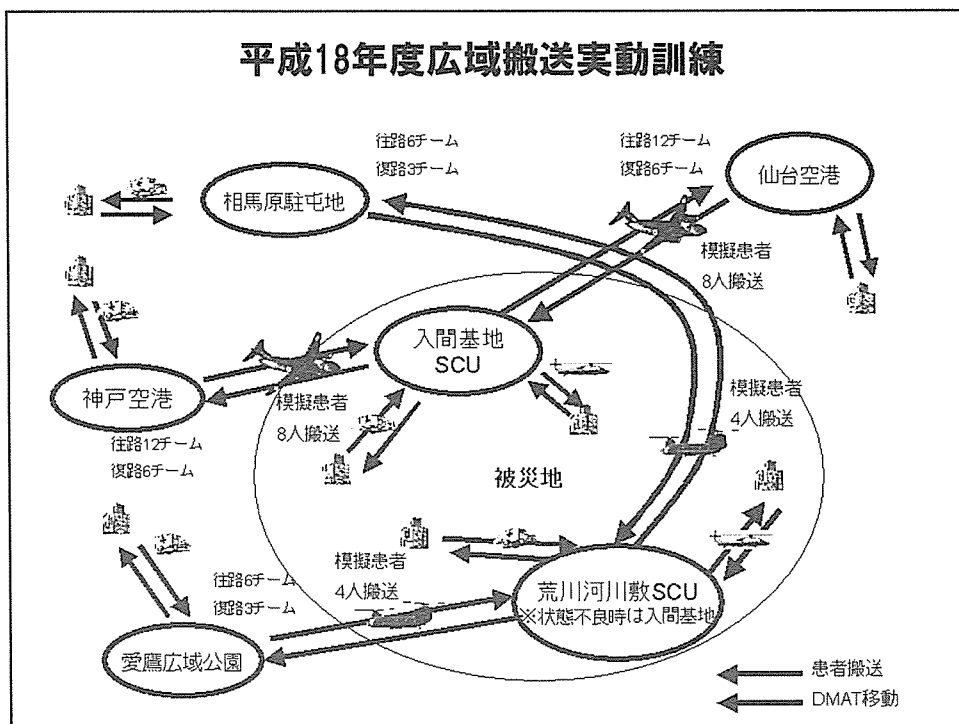 平成18年度広域搬送実動訓練
往路6チーム
復路3チーム
往路12チーム
復路6チーム
仙台空港
相馬原駐屯地
模擬患者
8人搬送
入間基地
SCU
神戸空港
模擬患者
8人搬送
模擬患者
4人搬送
往路12チーム
復路6チーム
被災地
模擬患者
4人搬送
往路6チーム
復路3チーム
荒川河川敷SCU
※状態不良時は入間基地
愛鷹広域公園
患者搬送
DMAT移動